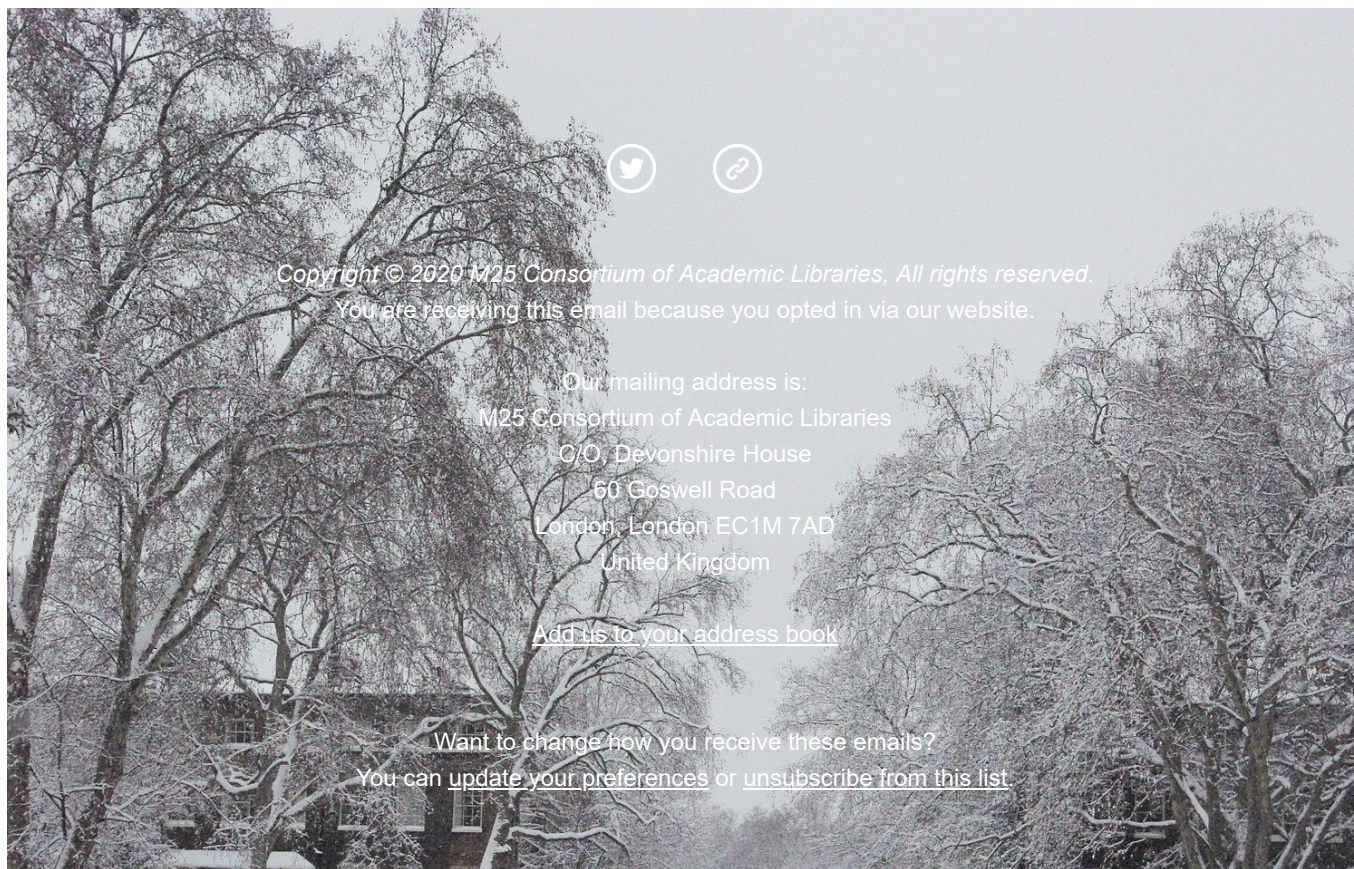 Copyright © 2020 M25 Consortium of Academic Libraries, All rights reserved.
You are receiving this email because you opted in via our website.
Our mailing address is:
M25 Consortium of Academic Libraries
C/O, Devonshire House
60 Goswell Road
London, London EC1M 7AD
United Kingdom
Add us to your address book
Want to change how you receive these emails?
You can update your preferences or unsubscribe from this list.